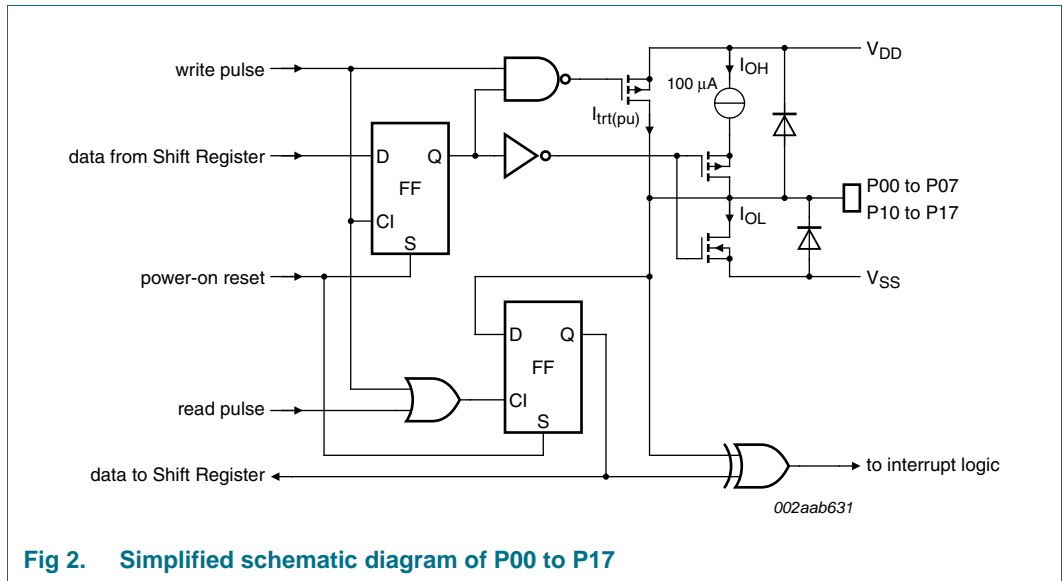 write pulse
data from Shift Register
power-on reset
read pulse
data to Shift Register
D
Q
FF
CI
S
D
Q
FF
CI
S
I_trt(pu)
100 μA
I_OH
V_DD
P00 to P07
P10 to P17
I_OL
V_SS
to interrupt logic
002aab631
Fig 2. Simplified schematic diagram of P00 to P17